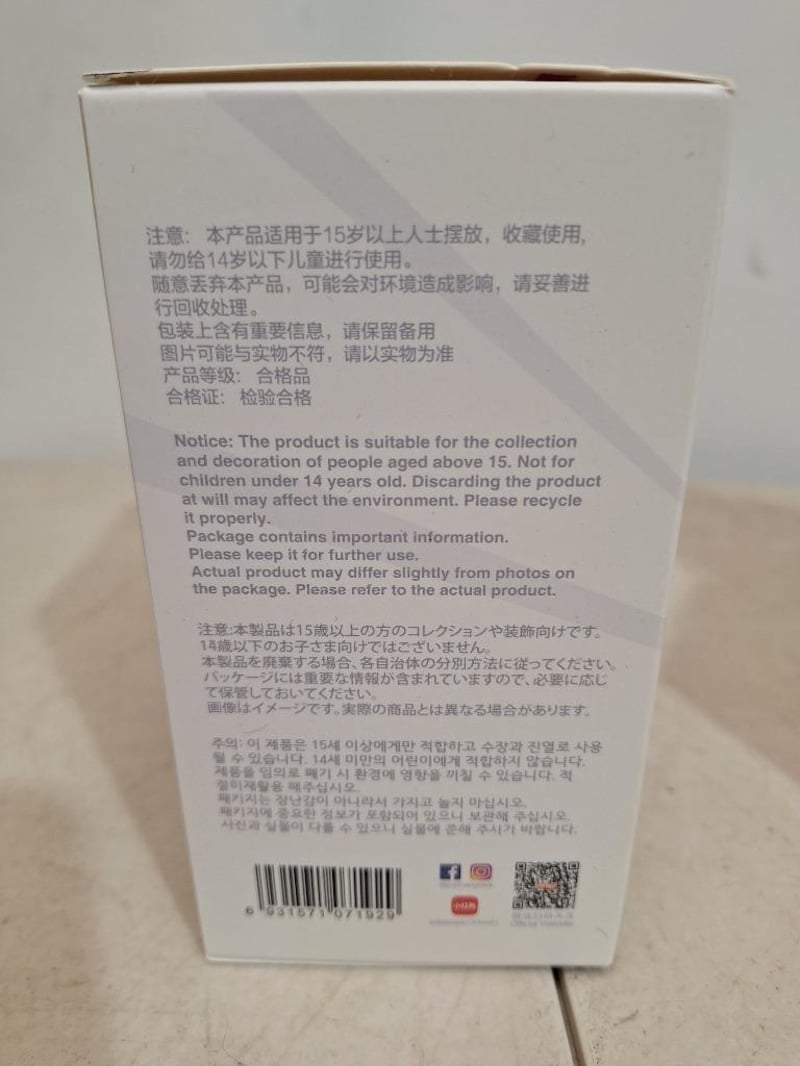 注意： 本产品适用于15岁以上人士摆放，收藏使用,
请勿给14岁以下儿童进行使用。
随意丢弃本产品，可能会对环境造成影响，请妥善进
行回收处理。
包装上含有重要信息，请保留备用
图片可能与实物不符，请以实物为准
产品等级： 合格品
合格证： 检验合格
Notice: The product is suitable for the collection
and decoration of people aged above 15. Not for
children under 14 years old. Discarding the product
at will may affect the environment. Please recycle
it properly.
Package contains important information.
Please keep it for further use.
Actual product may differ slightly from photos on
the package. Please refer to the actual product.
注意:本製品は15歳以上の方のコレクションや装飾向けです。
14歳以下のお子さま向けではございません。
本製品を廃棄する場合、各自治体の分別方法に従ってください。
パッケージには重要な情報が含まれていますので、必要に応じ
て保管しておいてください。
画像はイメージです。実際の商品とは異なる場合があります。
주의: 이 제품은 15세 이상에게만 적합하고 수장과 진열로 사용
될 수 있습니다. 14세 미만의 어린이에게 적합하지 않습니다.
제품을 임의로 폐기 시 환경에 영향을 끼칠 수 있습니다. 적
절히재활용 해주십시오.
패키지는 장난감이 아니라서 가지고 놀지 마십시오.
패키지에 중요한 정보가 포함되어 있으니 보관해 주십시오.
사진과 실물이 다를 수 있으니 실물에 준해 주시기 바랍니다.
6 931571 071929
小红书
Official Website